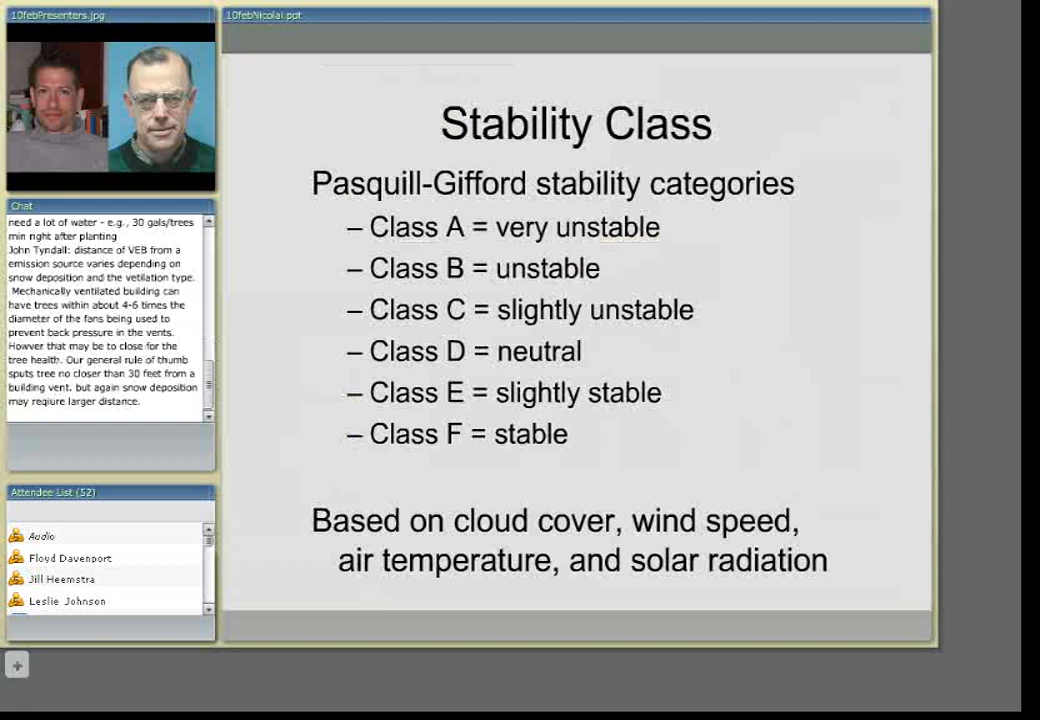 10febPresenters.jpg
10febNicolai.ppt
Stability Class
Pasquill-Gifford stability categories
– Class A = very unstable
– Class B = unstable
– Class C = slightly unstable
– Class D = neutral
– Class E = slightly stable
– Class F = stable
Based on cloud cover, wind speed,
air temperature, and solar radiation
Chat
need a lot of water - e.g., 30 gals/trees
min right after planting
John Tyndall: distance of VEB from a
emission source varies depending on
snow deposition and the vetilation type.
Mechanically ventilated building can
have trees within about 4-6 times the
diameter of the fans being used to
prevent back pressure in the vents.
Howver that may be to close for the
tree health. Our general rule of thumb
sputs tree no closer than 30 feet from a
building vent. but again snow deposition
may reqiure larger distance.
Attendee List (52)
Audio
Floyd Davenport
Jill Heemstra
Leslie Johnson